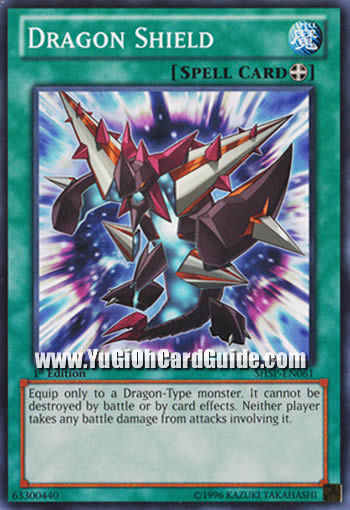 DRAGON SHIELD
魔
[SPELL CARD]
www.YuGiOhCardGuide.com
1st Edition
SHSP-EN061
Equip only to a Dragon-Type monster. It cannot be
destroyed by battle or by card effects. Neither player
takes any battle damage from attacks involving it.
63300440
©1996 KAZUKI TAKAHASHI